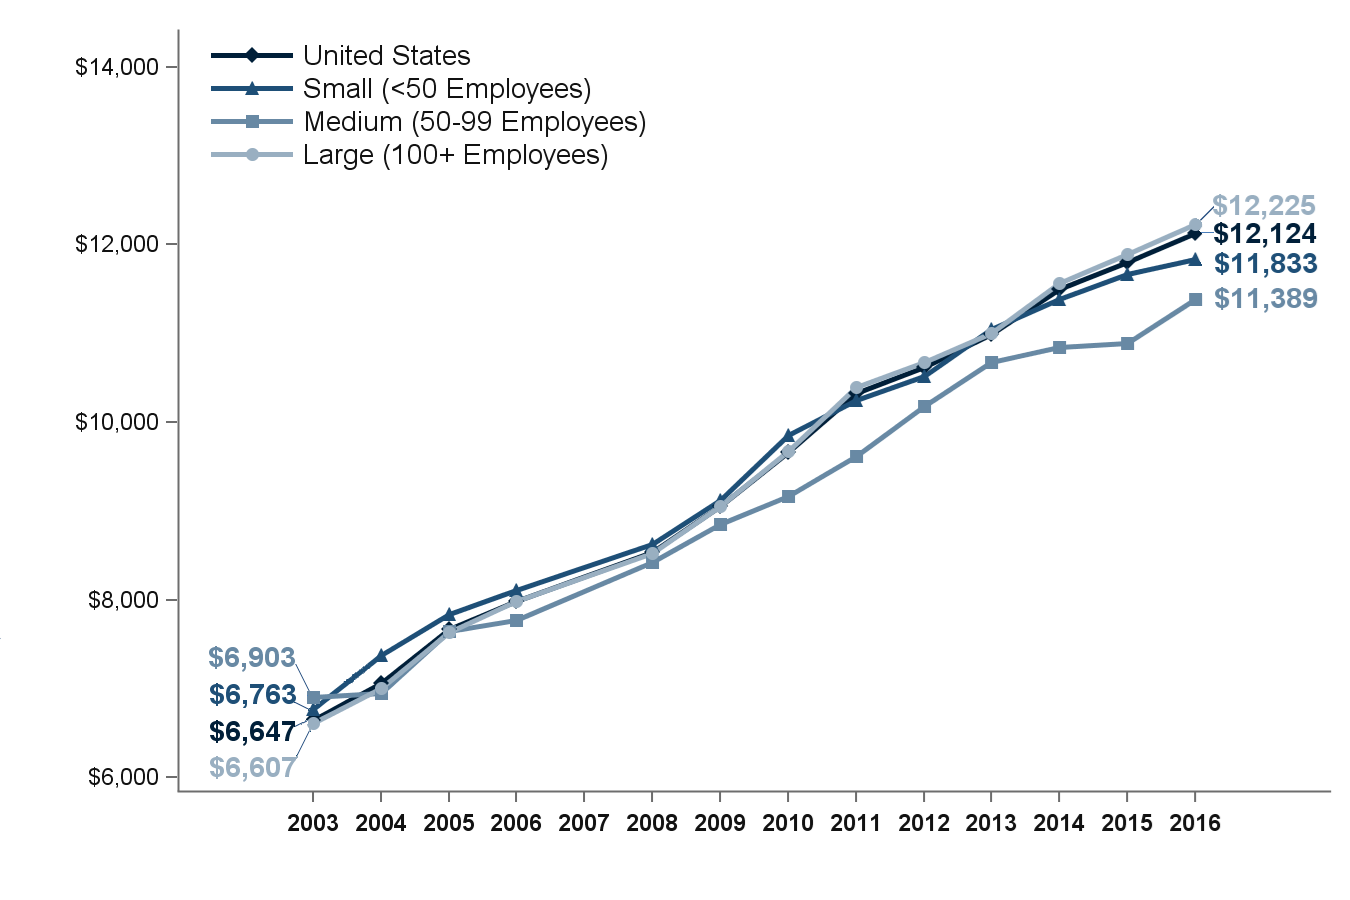 United States
Small (<50 Employees)
Medium (50-99 Employees)
Large (100+ Employees)
$14,000
$12,000
$10,000
$8,000
$6,000
$12,225
$12,124
$11,833
$11,389
$6,903
$6,763
$6,647
$6,607
2003 2004 2005 2006 2007 2008 2009 2010 2011 2012 2013 2014 2015 2016